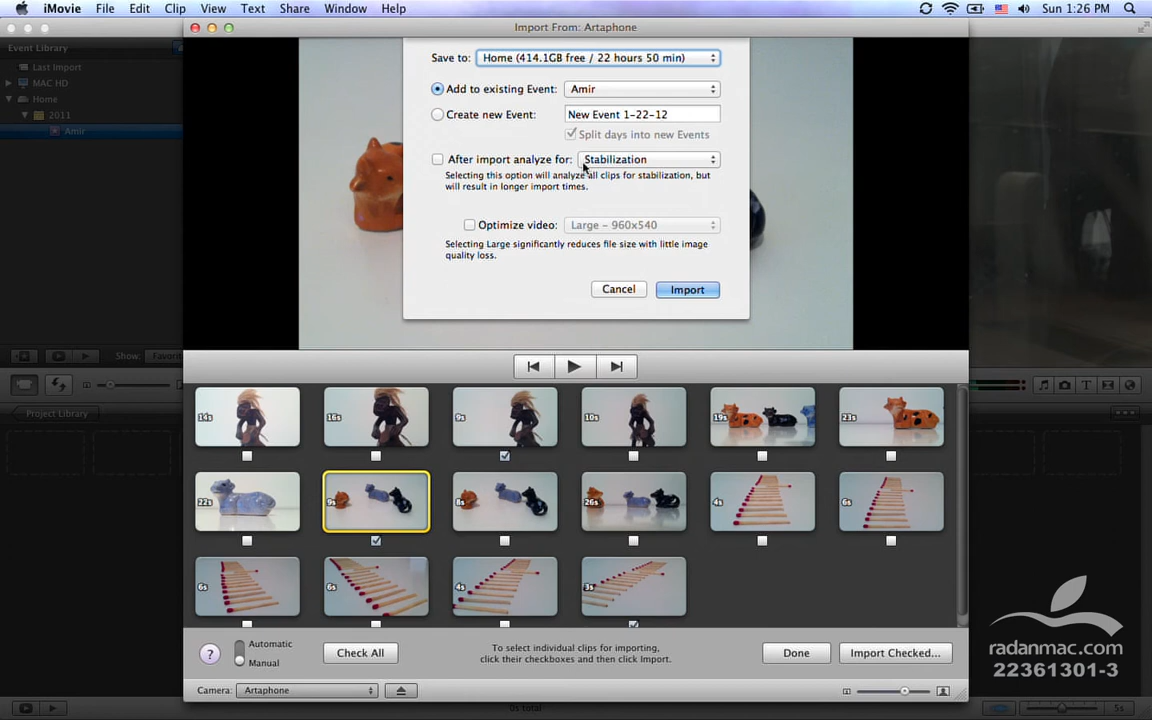 iMovie File Edit Clip View Text Share Window Help
Sun 1:26 PM
Import From: Artaphone
Event Library
Last Import
MAC HD
Home
2011
Amir
Save to: Home (414.1GB free / 22 hours 50 min)
Add to existing Event: Amir
Create new Event: New Event 1-22-12
Split days into new Events
After import analyze for: Stabilization
Selecting this option will analyze all clips for stabilization, but
will result in longer import times.
Optimize video: Large - 960x540
Selecting Large significantly reduces file size with little image
quality loss.
Cancel Import
Show: Favorit
Project Library
14s 16s 9s 10s 19s 23s
22s 9s 8s 26s 4s 6s
6s 6s 4s 3s
? Automatic
Manual
Check All
To select individual clips for importing,
click their checkboxes and then click Import.
Done Import Checked...
Camera: Artaphone
0s total
5s
radanmac.com
22361301-3